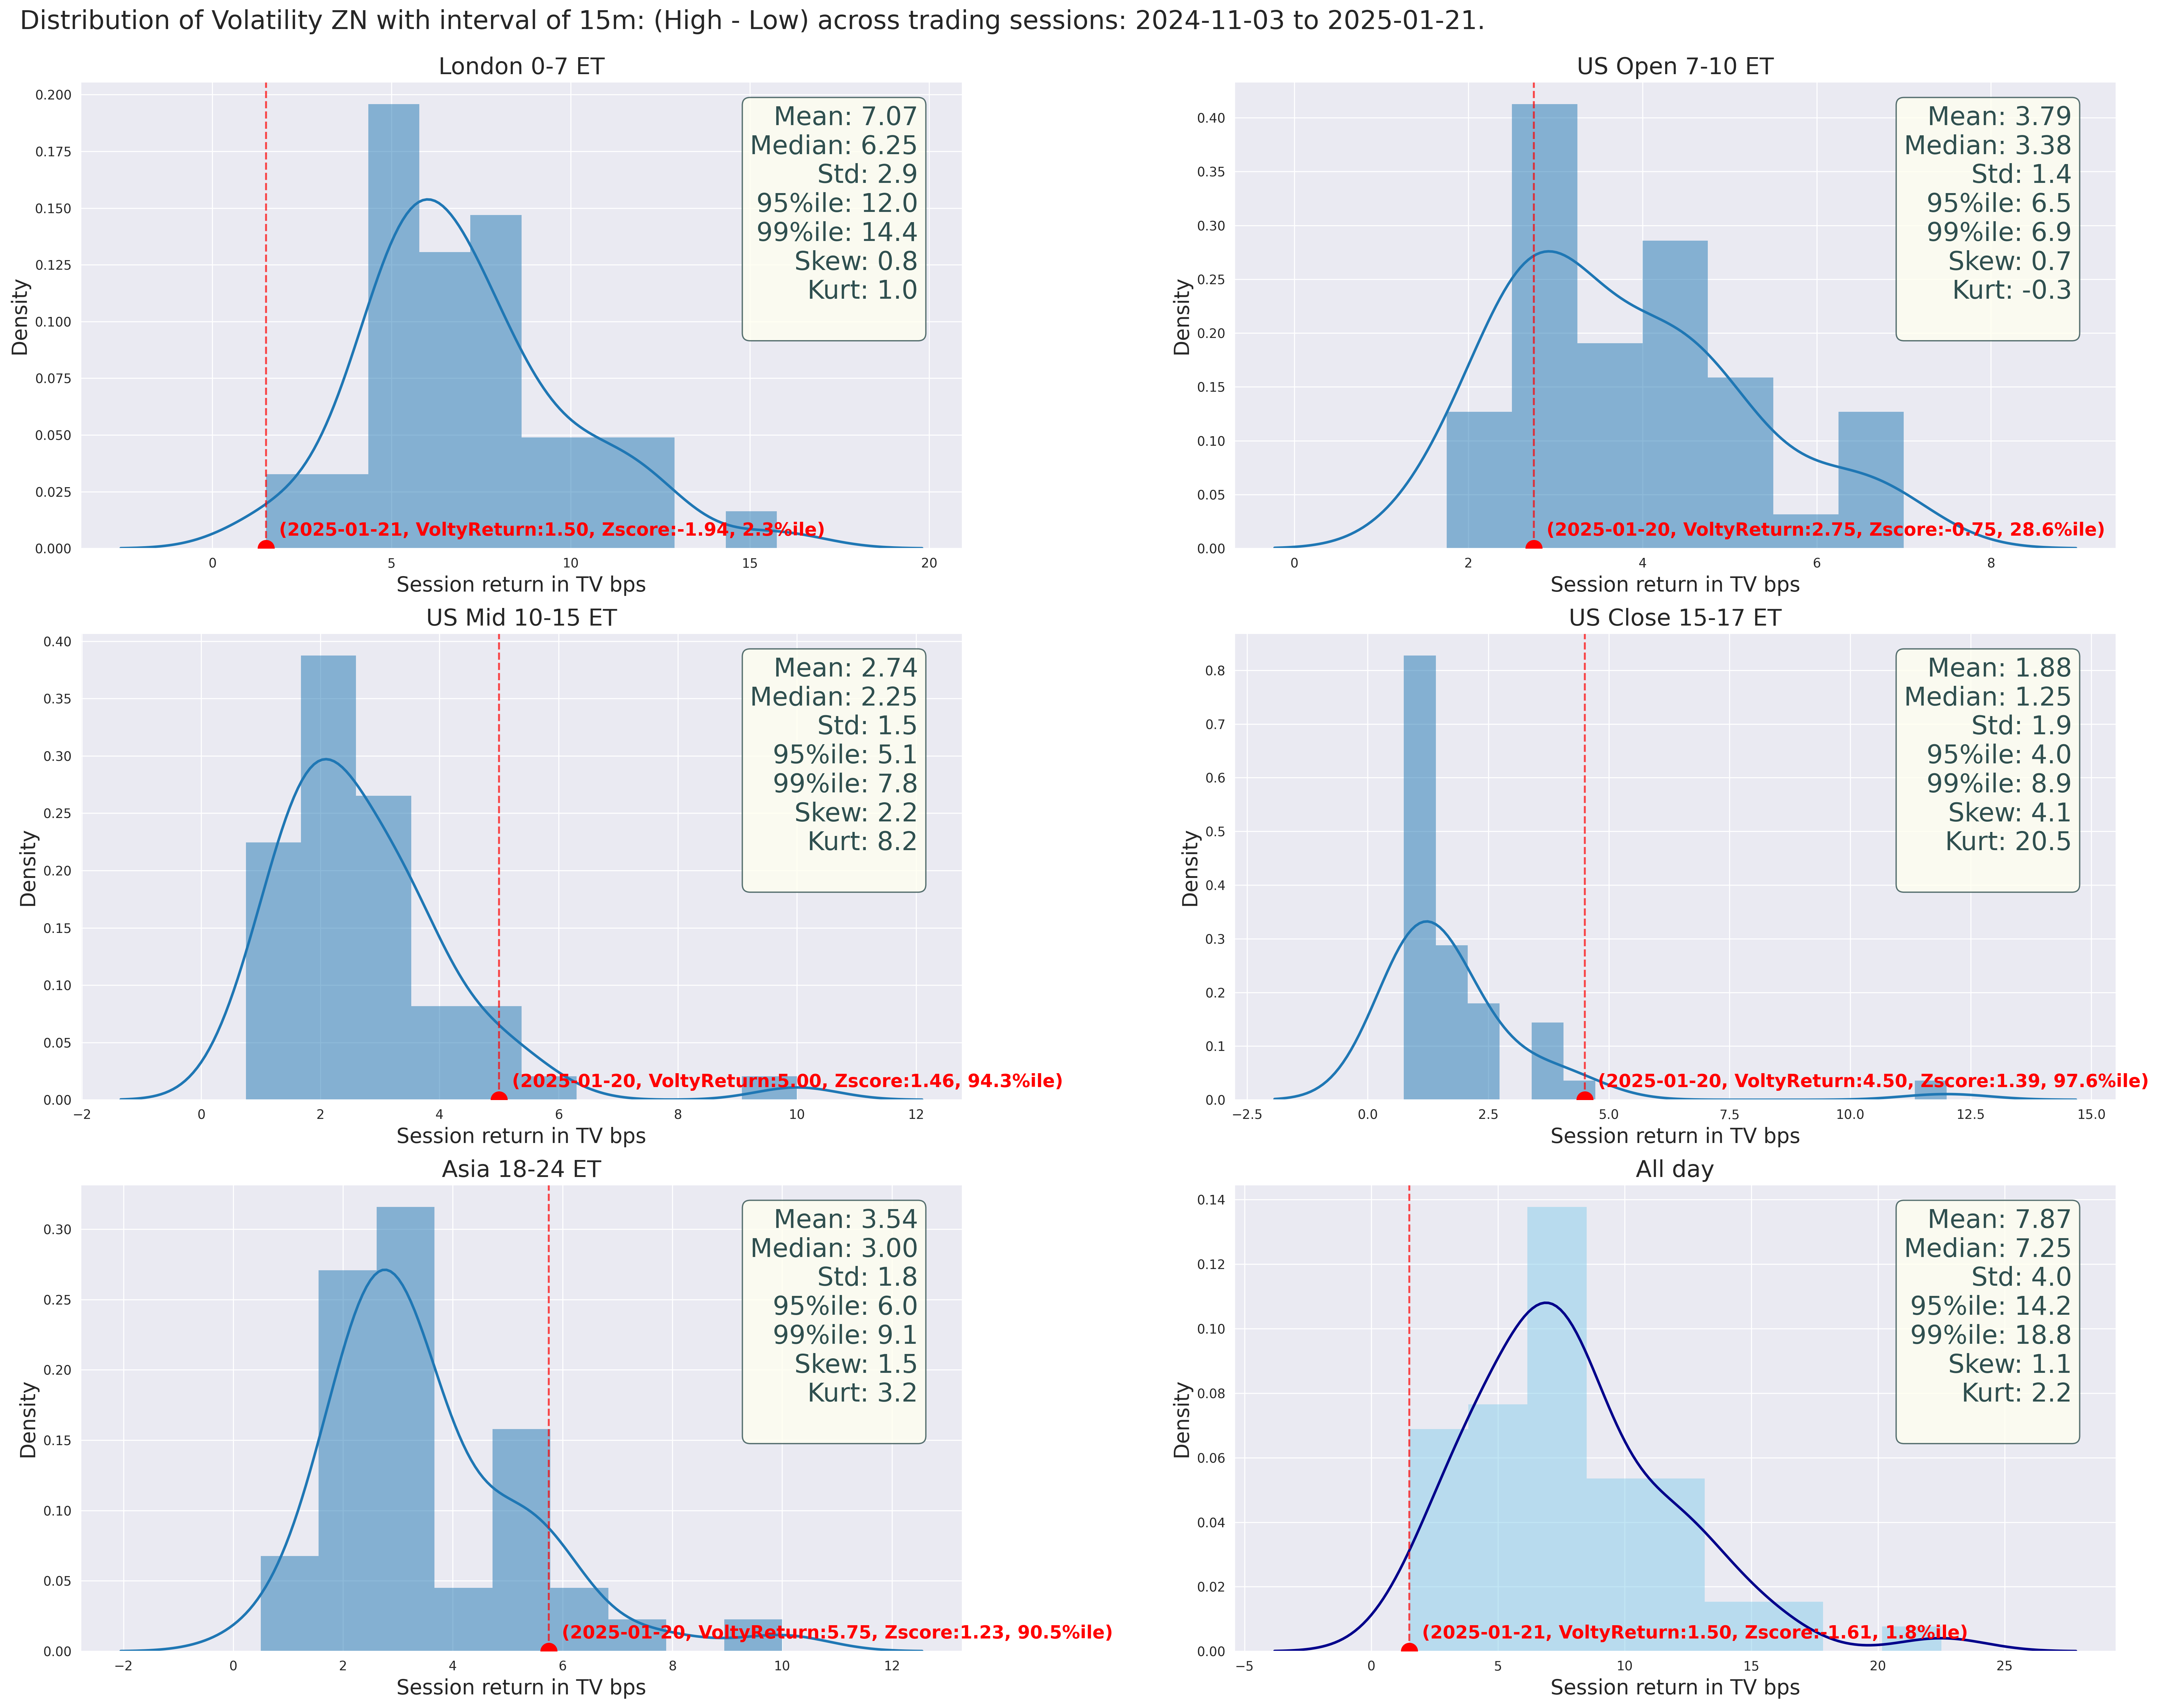 Distribution of Volatility ZN with interval of 15m: (High - Low) across trading sessions: 2024-11-03 to 2025-01-21.
London 0-7 ET
0.200
0.175
0.150
0.125
0.100
0.075
0.050
0.025
0.000
Density
Mean: 7.07
Median: 6.25
Std: 2.9
95%ile: 12.0
99%ile: 14.4
Skew: 0.8
Kurt: 1.0
(2025-01-21, VoltyReturn:1.50, Zscore:-1.94, 2.3%ile)
0 5 10 15 20
Session return in TV bps
US Open 7-10 ET
0.40
0.35
0.30
0.25
0.20
0.15
0.10
0.05
0.00
Density
Mean: 3.79
Median: 3.38
Std: 1.4
95%ile: 6.5
99%ile: 6.9
Skew: 0.7
Kurt: -0.3
(2025-01-20, VoltyReturn:2.75, Zscore:-0.75, 28.6%ile)
0 2 4 6 8
Session return in TV bps
US Mid 10-15 ET
0.40
0.35
0.30
0.25
0.20
0.15
0.10
0.05
0.00
Density
Mean: 2.74
Median: 2.25
Std: 1.5
95%ile: 5.1
99%ile: 7.8
Skew: 2.2
Kurt: 8.2
(2025-01-20, VoltyReturn:5.00, Zscore:1.46, 94.3%ile)
−2 0 2 4 6 8 10 12
Session return in TV bps
US Close 15-17 ET
0.8
0.7
0.6
0.5
0.4
0.3
0.2
0.1
0.0
Density
Mean: 1.88
Median: 1.25
Std: 1.9
95%ile: 4.0
99%ile: 8.9
Skew: 4.1
Kurt: 20.5
(2025-01-20, VoltyReturn:4.50, Zscore:1.39, 97.6%ile)
−2.5 0.0 2.5 5.0 7.5 10.0 12.5 15.0
Session return in TV bps
Asia 18-24 ET
0.30
0.25
0.20
0.15
0.10
0.05
0.00
Density
Mean: 3.54
Median: 3.00
Std: 1.8
95%ile: 6.0
99%ile: 9.1
Skew: 1.5
Kurt: 3.2
(2025-01-20, VoltyReturn:5.75, Zscore:1.23, 90.5%ile)
−2 0 2 4 6 8 10 12
Session return in TV bps
All day
0.14
0.12
0.10
0.08
0.06
0.04
0.02
0.00
Density
Mean: 7.87
Median: 7.25
Std: 4.0
95%ile: 14.2
99%ile: 18.8
Skew: 1.1
Kurt: 2.2
(2025-01-21, VoltyReturn:1.50, Zscore:-1.61, 1.8%ile)
−5 0 5 10 15 20 25
Session return in TV bps